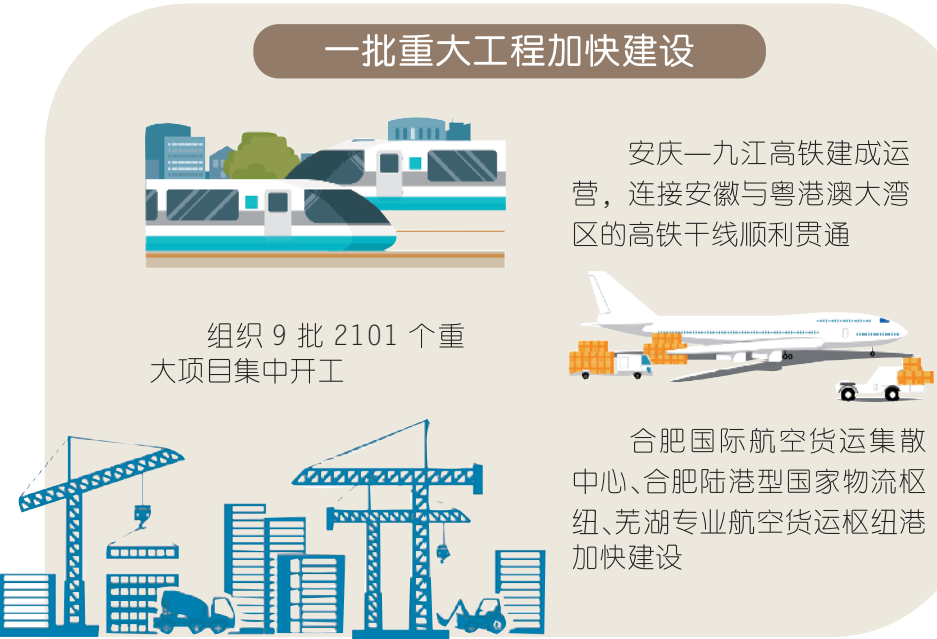 一批重大工程加快建设
安庆—九江高铁建成运
营，连接安徽与粤港澳大湾
区的高铁干线顺利贯通
组织 9 批 2101 个重
大项目集中开工
合肥国际航空货运集散
中心、合肥陆港型国家物流枢
纽、芜湖专业航空货运枢纽港
加快建设